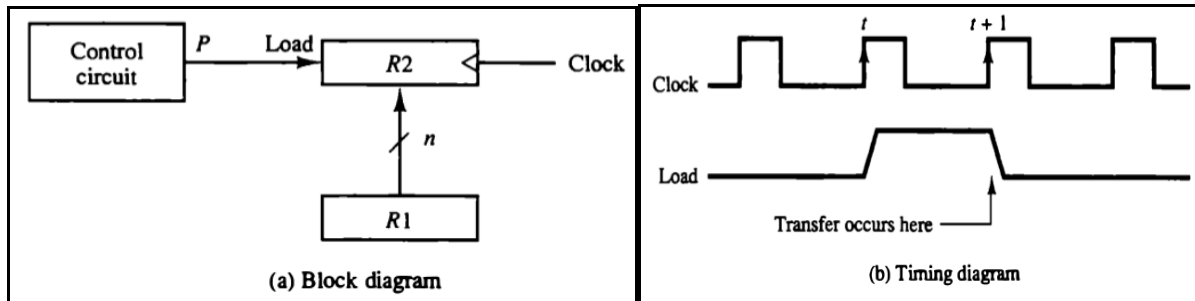 Control
circuit
P
Load
R2
Clock
n
R1
(a) Block diagram
t
t + 1
Clock
Load
Transfer occurs here
(b) Timing diagram